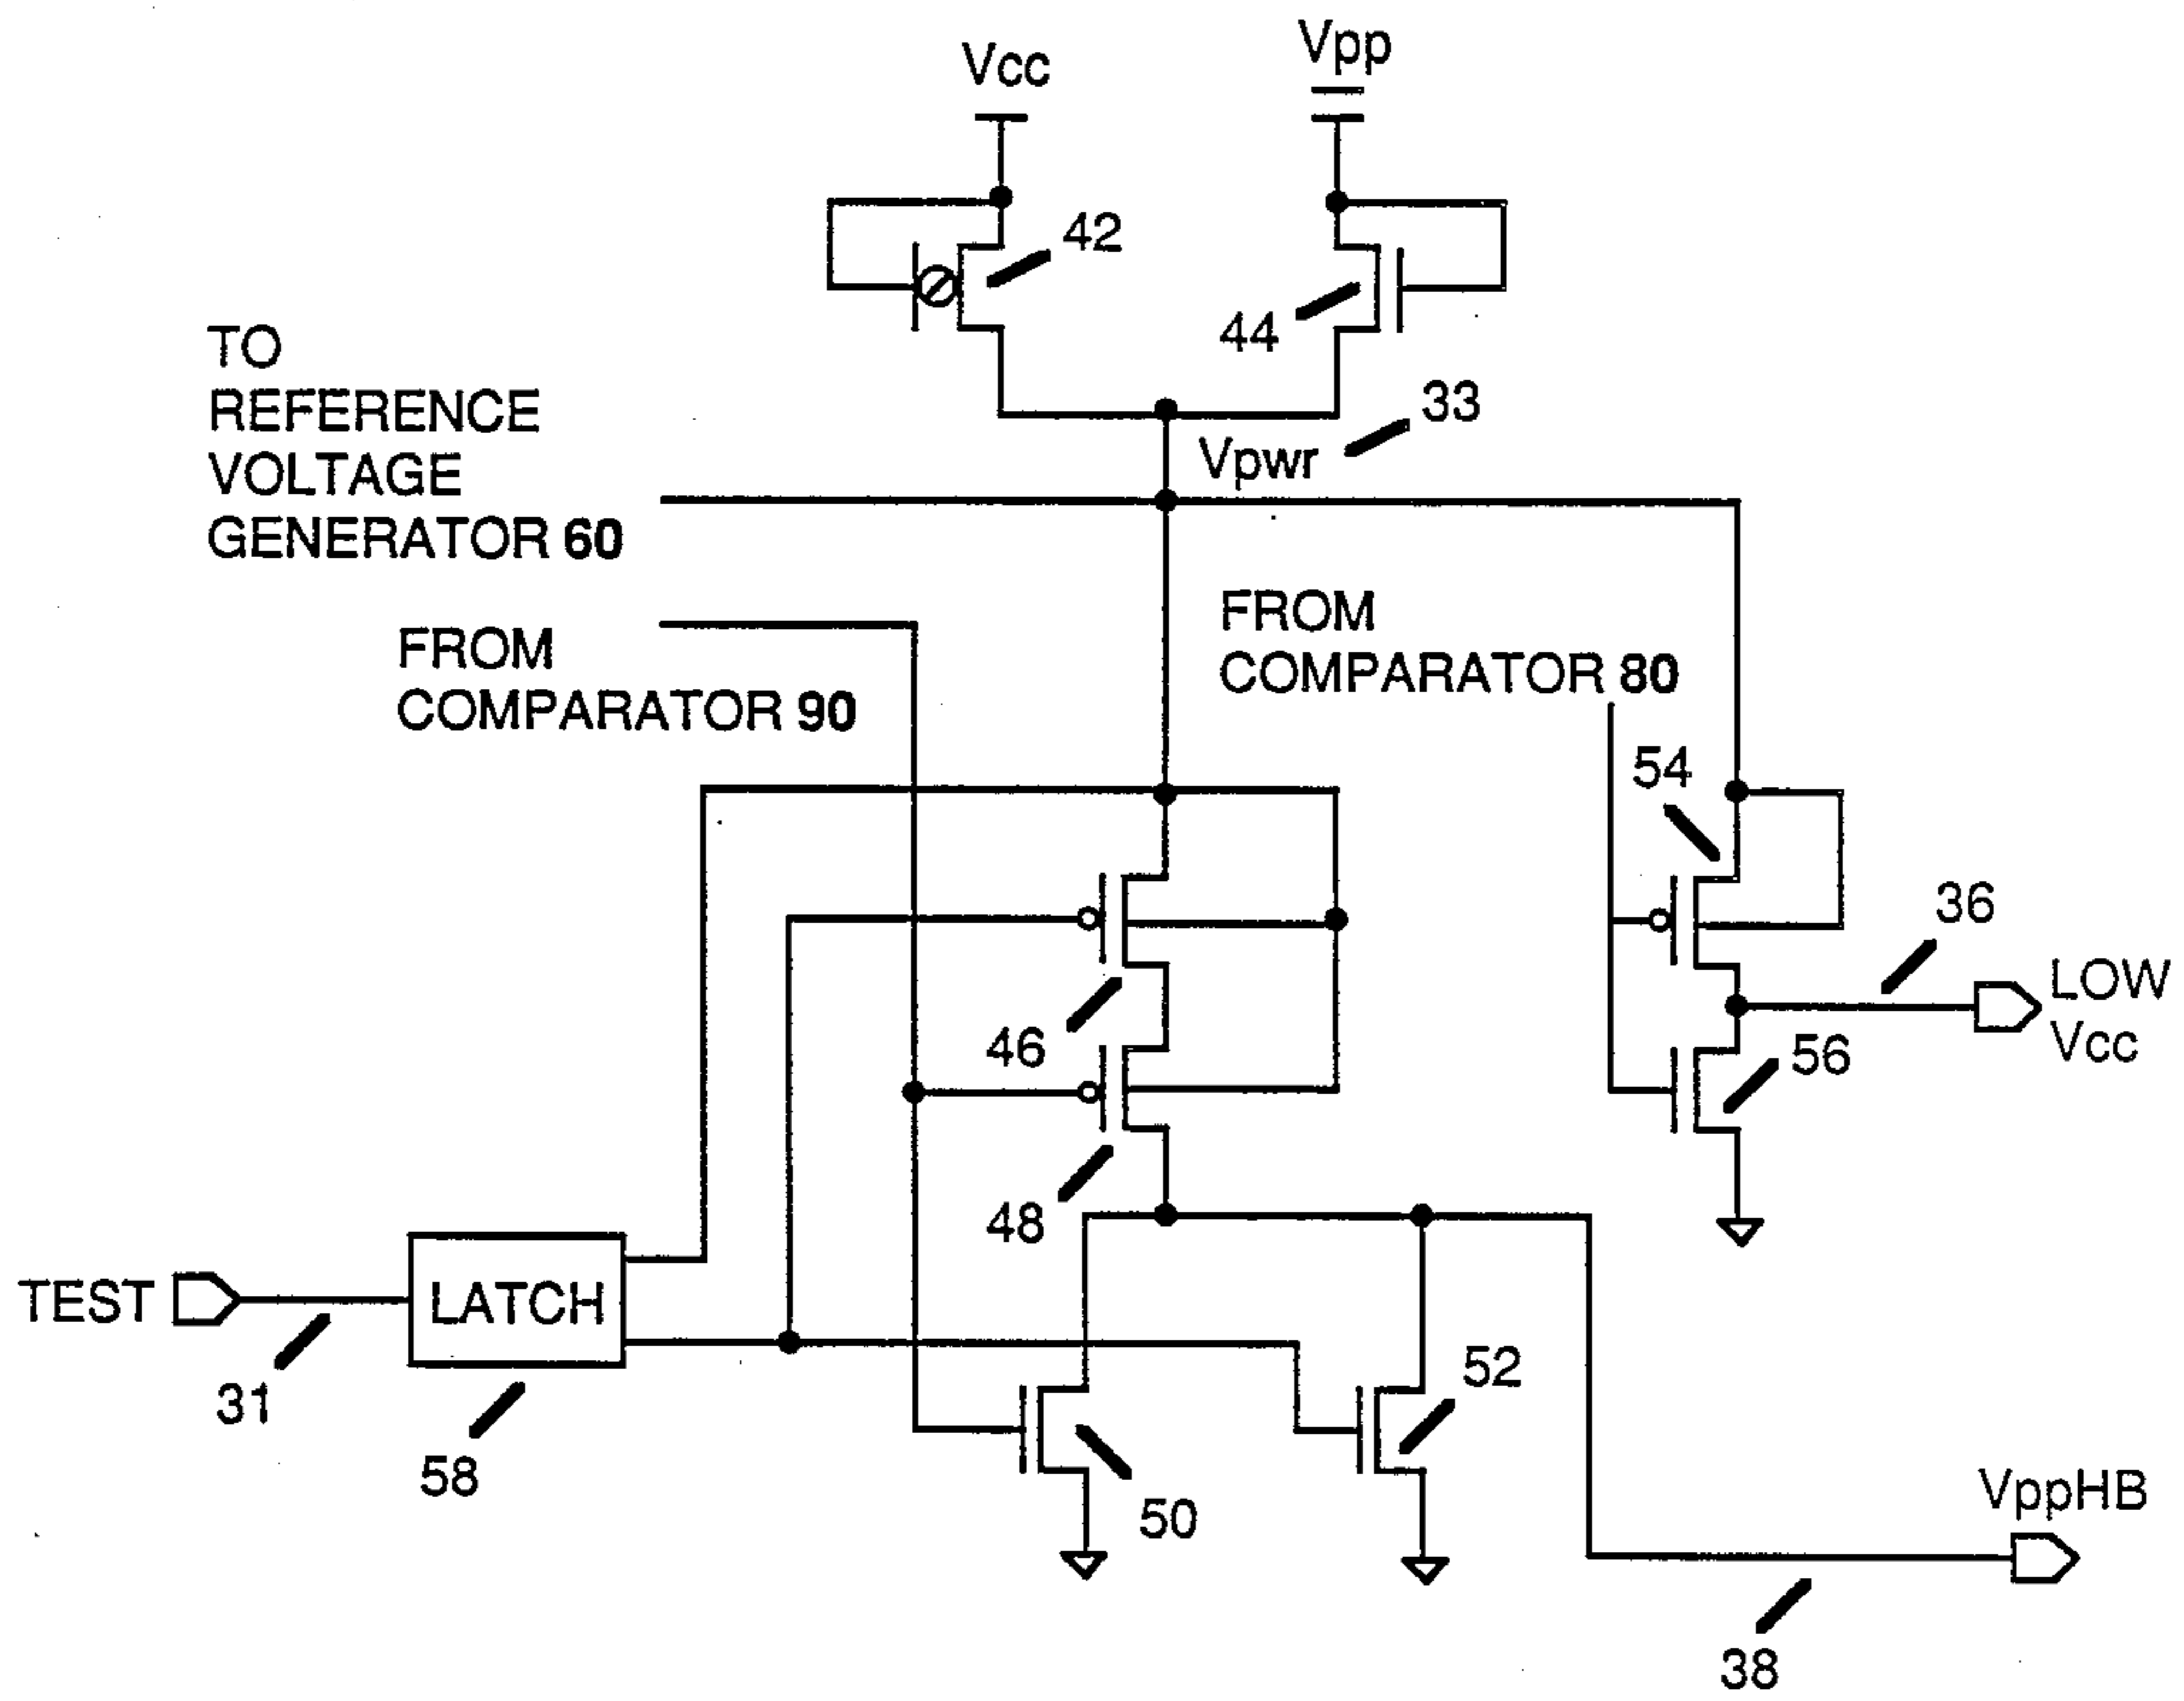 Vcc
Vpp
42
44
33
TO
REFERENCE
VOLTAGE
GENERATOR 60
Vpwr
FROM
COMPARATOR 90
FROM
COMPARATOR 80
54
36
LOW
Vcc
46
56
48
TEST
LATCH
31
58
52
50
VppHB
38